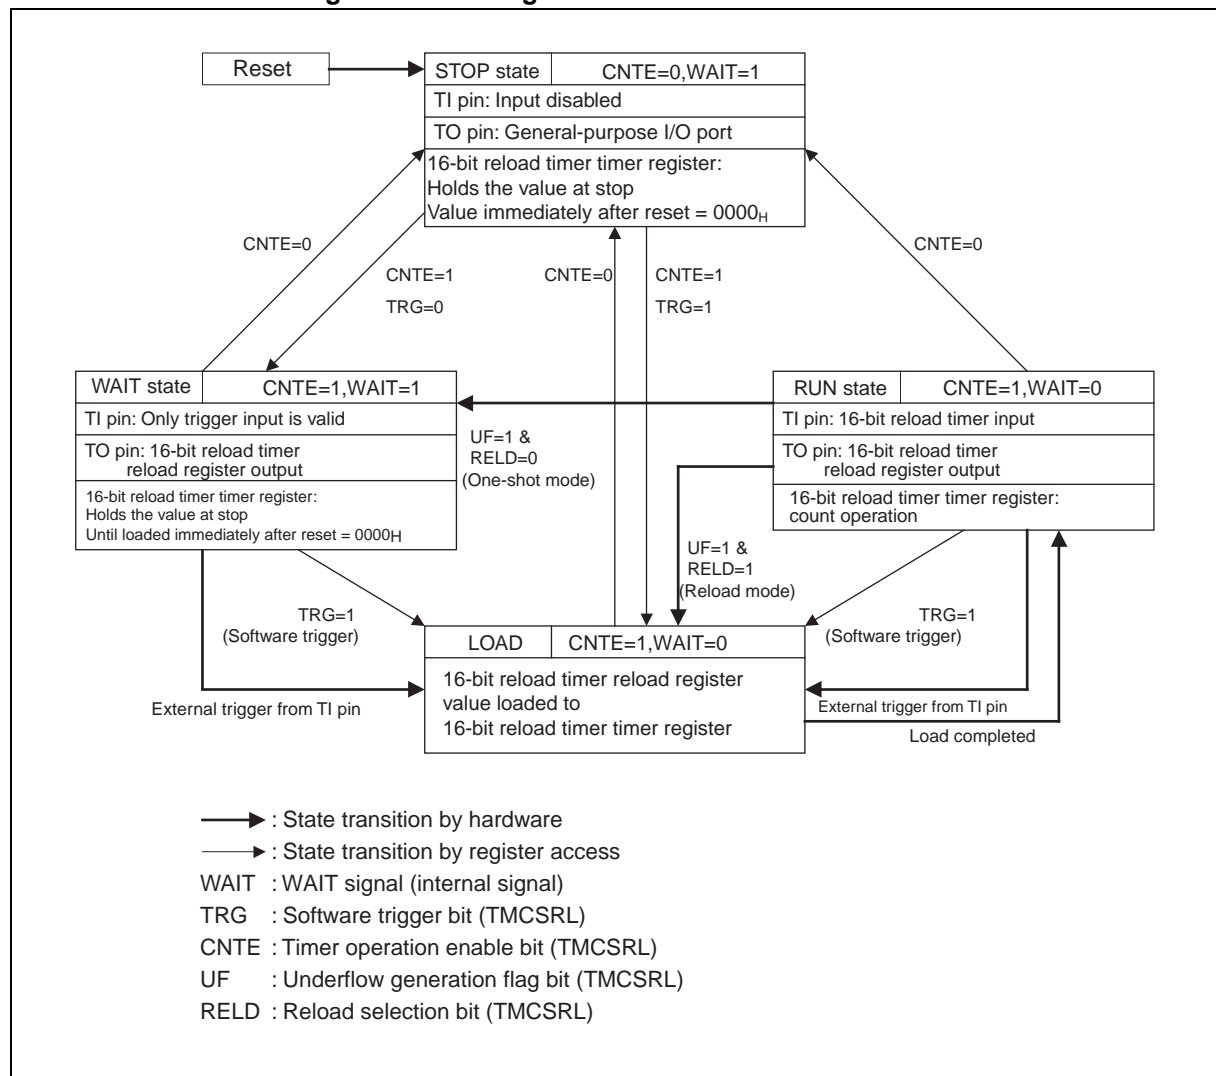 Reset
STOP state
CNTE=0,WAIT=1
TI pin: Input disabled
TO pin: General-purpose I/O port
16-bit reload timer timer register:
Holds the value at stop
Value immediately after reset = 0000H
CNTE=0
CNTE=1
TRG=0
CNTE=0
CNTE=1
TRG=1
CNTE=0
WAIT state
CNTE=1,WAIT=1
TI pin: Only trigger input is valid
TO pin: 16-bit reload timer
reload register output
16-bit reload timer timer register:
Holds the value at stop
Until loaded immediately after reset = 0000H
UF=1 &
RELD=0
(One-shot mode)
RUN state
CNTE=1,WAIT=0
TI pin: 16-bit reload timer input
TO pin: 16-bit reload timer
reload register output
16-bit reload timer timer register:
count operation
UF=1 &
RELD=1
(Reload mode)
TRG=1
(Software trigger)
External trigger from TI pin
LOAD
CNTE=1,WAIT=0
16-bit reload timer reload register
value loaded to
16-bit reload timer timer register
TRG=1
(Software trigger)
External trigger from TI pin
Load completed
: State transition by hardware
: State transition by register access
WAIT : WAIT signal (internal signal)
TRG : Software trigger bit (TMCSRL)
CNTE : Timer operation enable bit (TMCSRL)
UF : Underflow generation flag bit (TMCSRL)
RELD : Reload selection bit (TMCSRL)